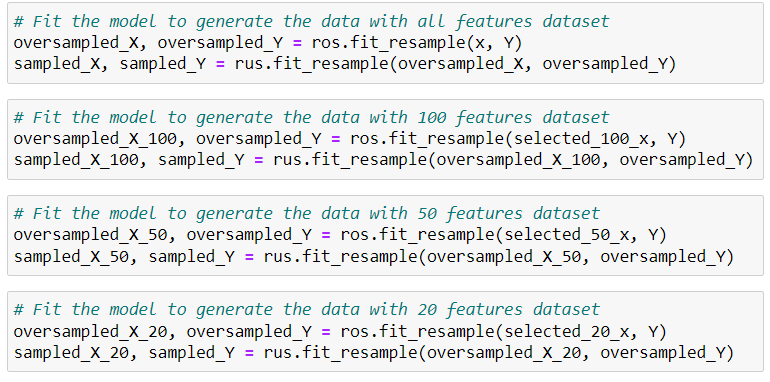 # Fit the model to generate the data with all features dataset
oversampled_X, oversampled_Y = ros.fit_resample(x, Y)
sampled_X, sampled_Y = rus.fit_resample(oversampled_X, oversampled_Y)
# Fit the model to generate the data with 100 features dataset
oversampled_X_100, oversampled_Y = ros.fit_resample(selected_100_x, Y)
sampled_X_100, sampled_Y = rus.fit_resample(oversampled_X_100, oversampled_Y)
# Fit the model to generate the data with 50 features dataset
oversampled_X_50, oversampled_Y = ros.fit_resample(selected_50_x, Y)
sampled_X_50, sampled_Y = rus.fit_resample(oversampled_X_50, oversampled_Y)
# Fit the model to generate the data with 20 features dataset
oversampled_X_20, oversampled_Y = ros.fit_resample(selected_20_x, Y)
sampled_X_20, sampled_Y = rus.fit_resample(oversampled_X_20, oversampled_Y)